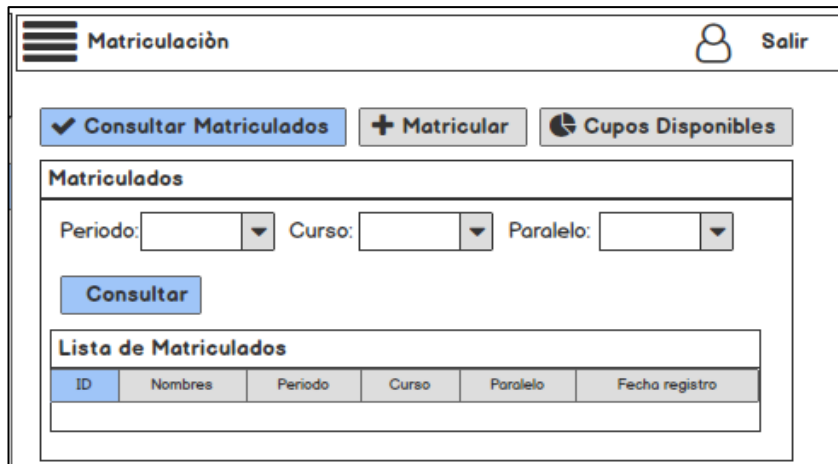 Matriculaciòn Salir
Consultar Matriculados Matricular Cupos Disponibles
Matriculados
Periodo: Curso: Paralelo:
Consultar
Lista de Matriculados
ID Nombres Periodo Curso Paralelo Fecha registro